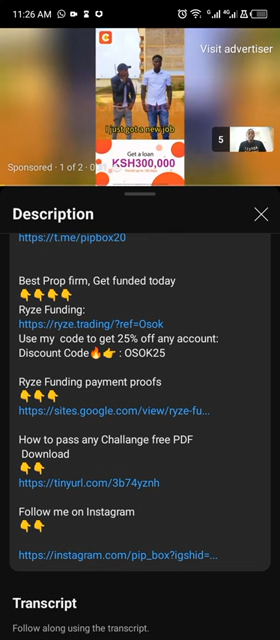 11:26 AM
Visit advertiser
I just got a new job
Get a loan
KSH300,000
5
Sponsored · 1 of 2 · 0:
Description
https://t.me/pipbox20
Best Prop firm, Get funded today
👇👇👇👇
Ryze Funding:
https://ryze.trading/?ref=Osok
Use my code to get 25% off any account:
Discount Code🔥👉 : OSOK25
Ryze Funding payment proofs
👇👇👇
https://sites.google.com/view/ryze-fu...
How to pass any Challange free PDF
Download
👇👇
https://tinyurl.com/3b74yznh
Follow me on Instagram
👇👇
https://instagram.com/pip_box?igshid=...
Transcript
Follow along using the transcript.